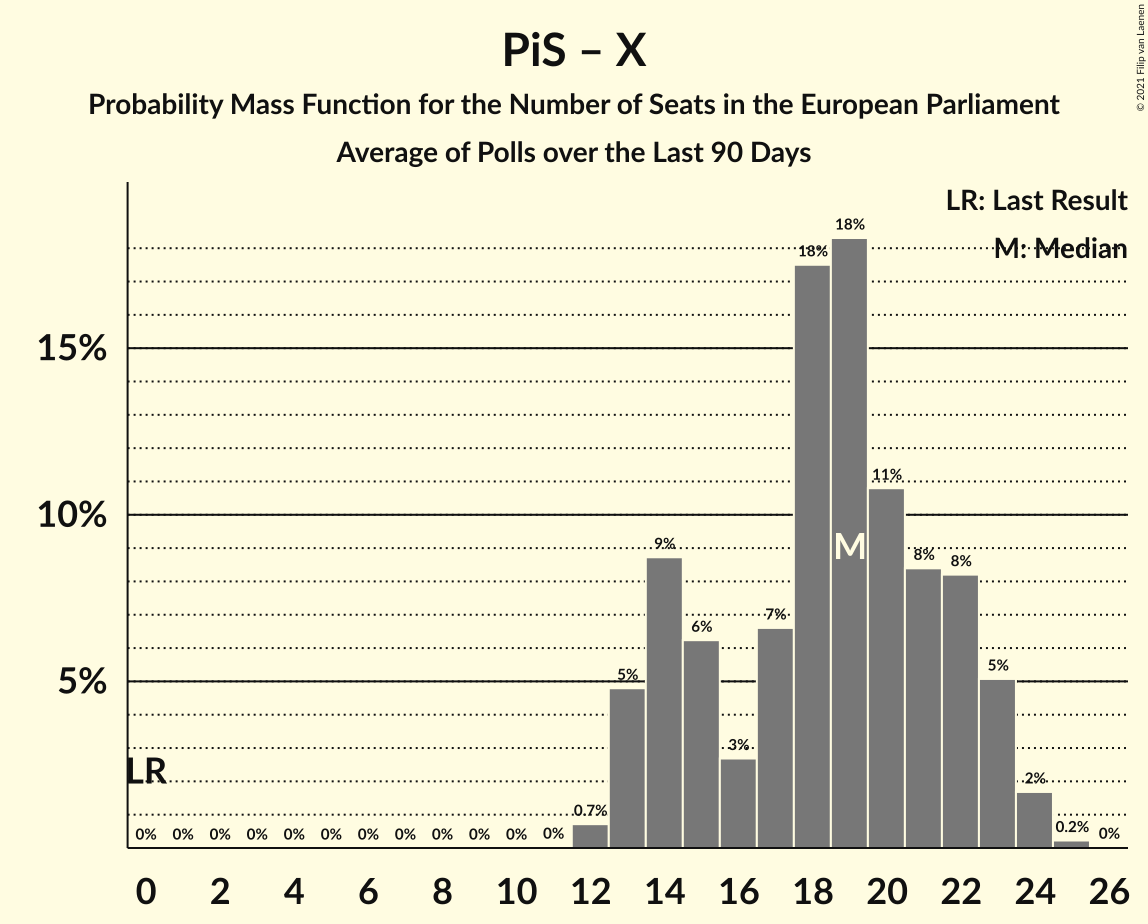 PiS – X
Probability Mass Function for the Number of Seats in the European Parliament
Average of Polls over the Last 90 Days
© 2021 Filip van Laenen
LR: Last Result
M: Median
15%
10%
5%
LR
M
0% 0% 0% 0% 0% 0% 0% 0% 0% 0% 0% 0% 0.7% 5% 9% 6% 3% 7% 18% 18% 11% 8% 8% 5% 2% 0.2% 0%
0 2 4 6 8 10 12 14 16 18 20 22 24 26